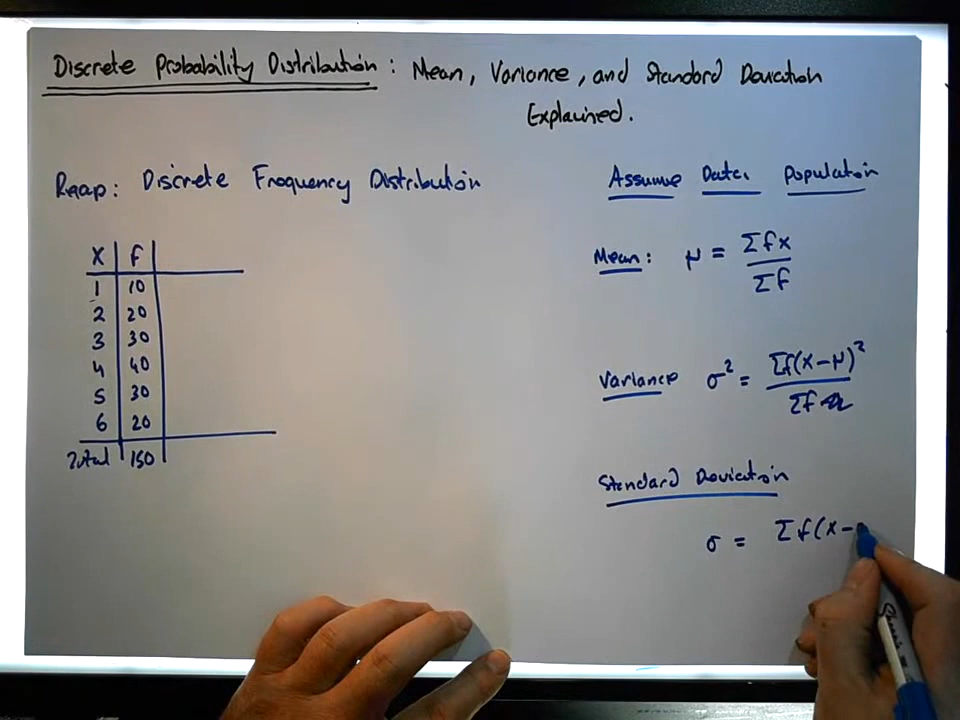 Discrete Probability Distribution : Mean, Variance, and Standard Deviation
Explained.
Recap: Discrete Frequency Distribution
X f
1 10
2 20
3 30
4 40
5 30
6 20
Total 150
Assume Data Population
Mean: μ = Σfx / Σf
Variance σ² = Σf(x-μ)² / Σf
Standard Deviation
σ = Σf(x-